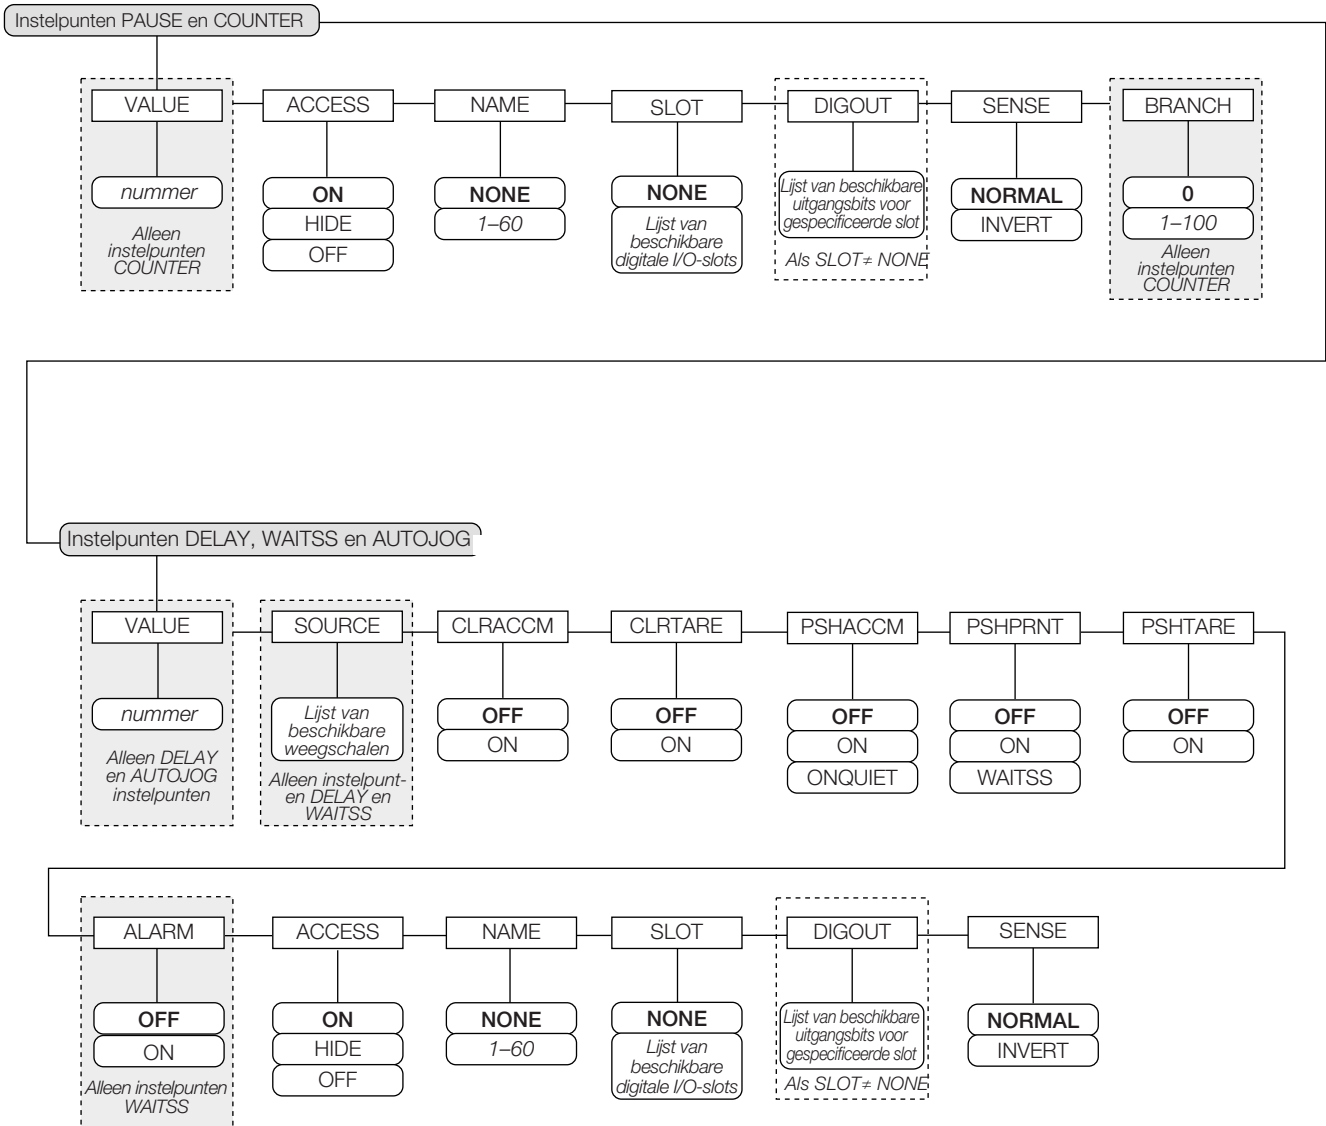 Instelpunten PAUSE en COUNTER
VALUE
ACCESS
NAME
SLOT
DIGOUT
SENSE
BRANCH
nummer
Alleen
instelpunten
COUNTER
ON
HIDE
OFF
NONE
1–60
NONE
Lijst van
beschikbare
digitale I/O-slots
Lijst van beschikbare
uitgangsbits voor
gespecificeerde slot
Als SLOT≠ NONE
NORMAL
INVERT
0
1–100
Alleen
instelpunten
COUNTER
Instelpunten DELAY, WAITSS en AUTOJOG
VALUE
SOURCE
CLRACCM
CLRTARE
PSHACCM
PSHPRNT
PSHTARE
nummer
Alleen DELAY
en AUTOJOG
instelpunten
Lijst van
beschikbare
weegschalen
Alleen instelpunt-
en DELAY en
WAITSS
OFF
ON
OFF
ON
OFF
ON
ONQUIET
OFF
ON
WAITSS
OFF
ON
ALARM
ACCESS
NAME
SLOT
DIGOUT
SENSE
OFF
ON
Alleen instelpunten
WAITSS
ON
HIDE
OFF
NONE
1–60
NONE
Lijst van
beschikbare
digitale I/O-slots
Lijst van beschikbare
uitgangsbits voor
gespecificeerde slot
Als SLOT≠ NONE
NORMAL
INVERT